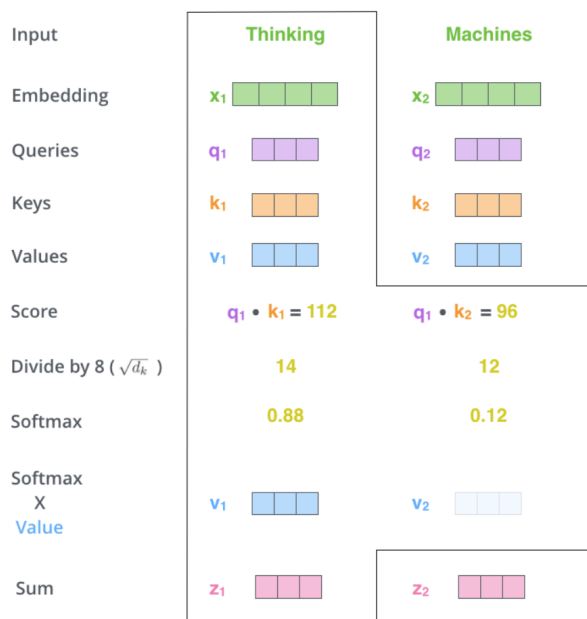 Input Thinking Machines
Embedding x₁ x₂
Queries q₁ q₂
Keys k₁ k₂
Values v₁ v₂
Score q₁ • k₁ = 112 q₁ • k₂ = 96
Divide by 8 ( √dₖ ) 14 12
Softmax 0.88 0.12
Softmax
X v₁ v₂
Value
Sum z₁ z₂